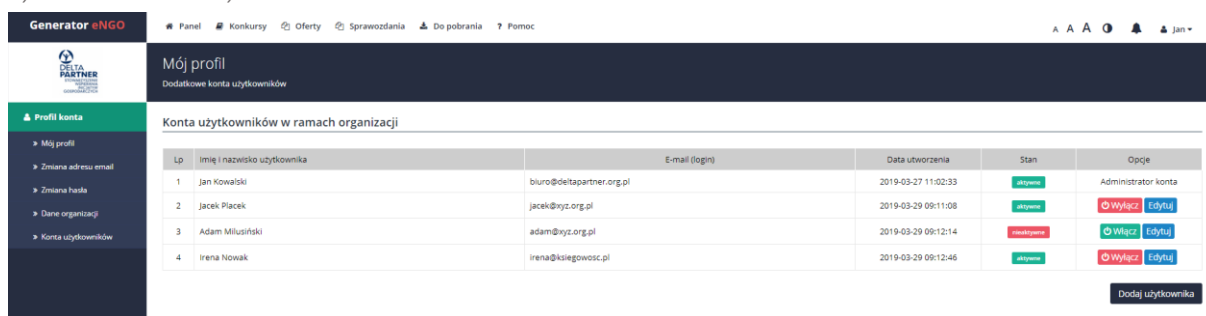 Generator eNGO
Panel Konkursy Oferty Sprawozdania Do pobrania ? Pomoc
A A A Jan
DELTA
PARTNER
Mój profil
Dodatkowe konta użytkowników
Profil konta
» Mój profil
» Zmiana adresu email
» Zmiana hasła
» Dane organizacji
» Konta użytkowników
Konta użytkowników w ramach organizacji
Lp Imię i nazwisko użytkownika E-mail (login) Data utworzenia Stan Opcje
1 Jan Kowalski biuro@deltapartner.org.pl 2019-03-27 11:02:33 aktywne Administrator konta
2 Jacek Placek jacek@xyz.org.pl 2019-03-29 09:11:08 aktywne Wyłącz Edytuj
3 Adam Milusiński adam@xyz.org.pl 2019-03-29 09:12:14 nieaktywne Włącz Edytuj
4 Irena Nowak irena@ksiegowosc.pl 2019-03-29 09:12:46 aktywne Wyłącz Edytuj
Dodaj użytkownika